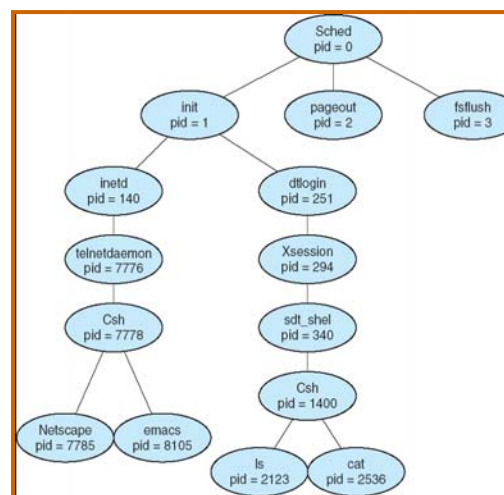 Sched
pid = 0
init
pid = 1
pageout
pid = 2
fsflush
pid = 3
inetd
pid = 140
dtlogin
pid = 251
telnetdaemon
pid = 7776
Xsession
pid = 294
Csh
pid = 7778
sdt_shel
pid = 340
Csh
pid = 1400
Netscape
pid = 7785
emacs
pid = 8105
ls
pid = 2123
cat
pid = 2536